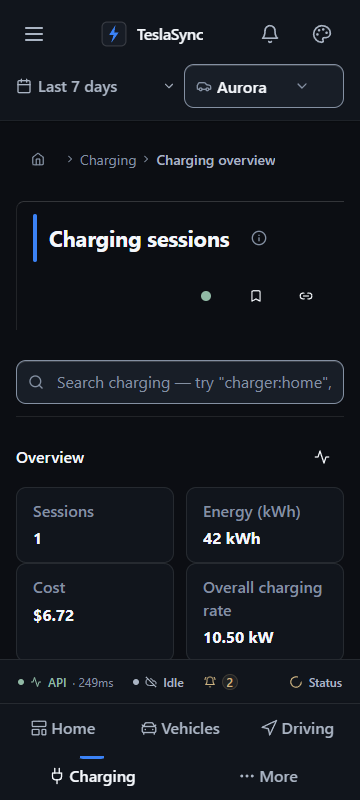 TeslaSync
Last 7 days
Aurora
Charging
Charging overview
Charging sessions
Search charging — try "charger:home",
Overview
Sessions
1
Energy (kWh)
42 kWh
Cost
$6.72
Overall charging
rate
10.50 kW
API · 249ms
Idle
2
Status
Home
Vehicles
Driving
Charging
More